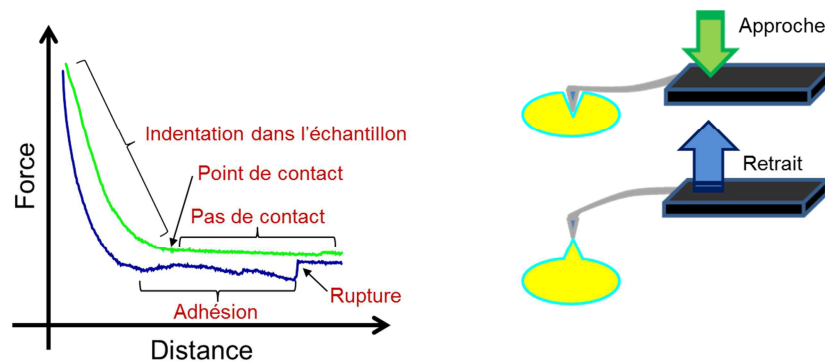 Force
Indentation dans l'échantillon
Point de contact
Pas de contact
Adhésion
Rupture
Distance
Approche
Retrait